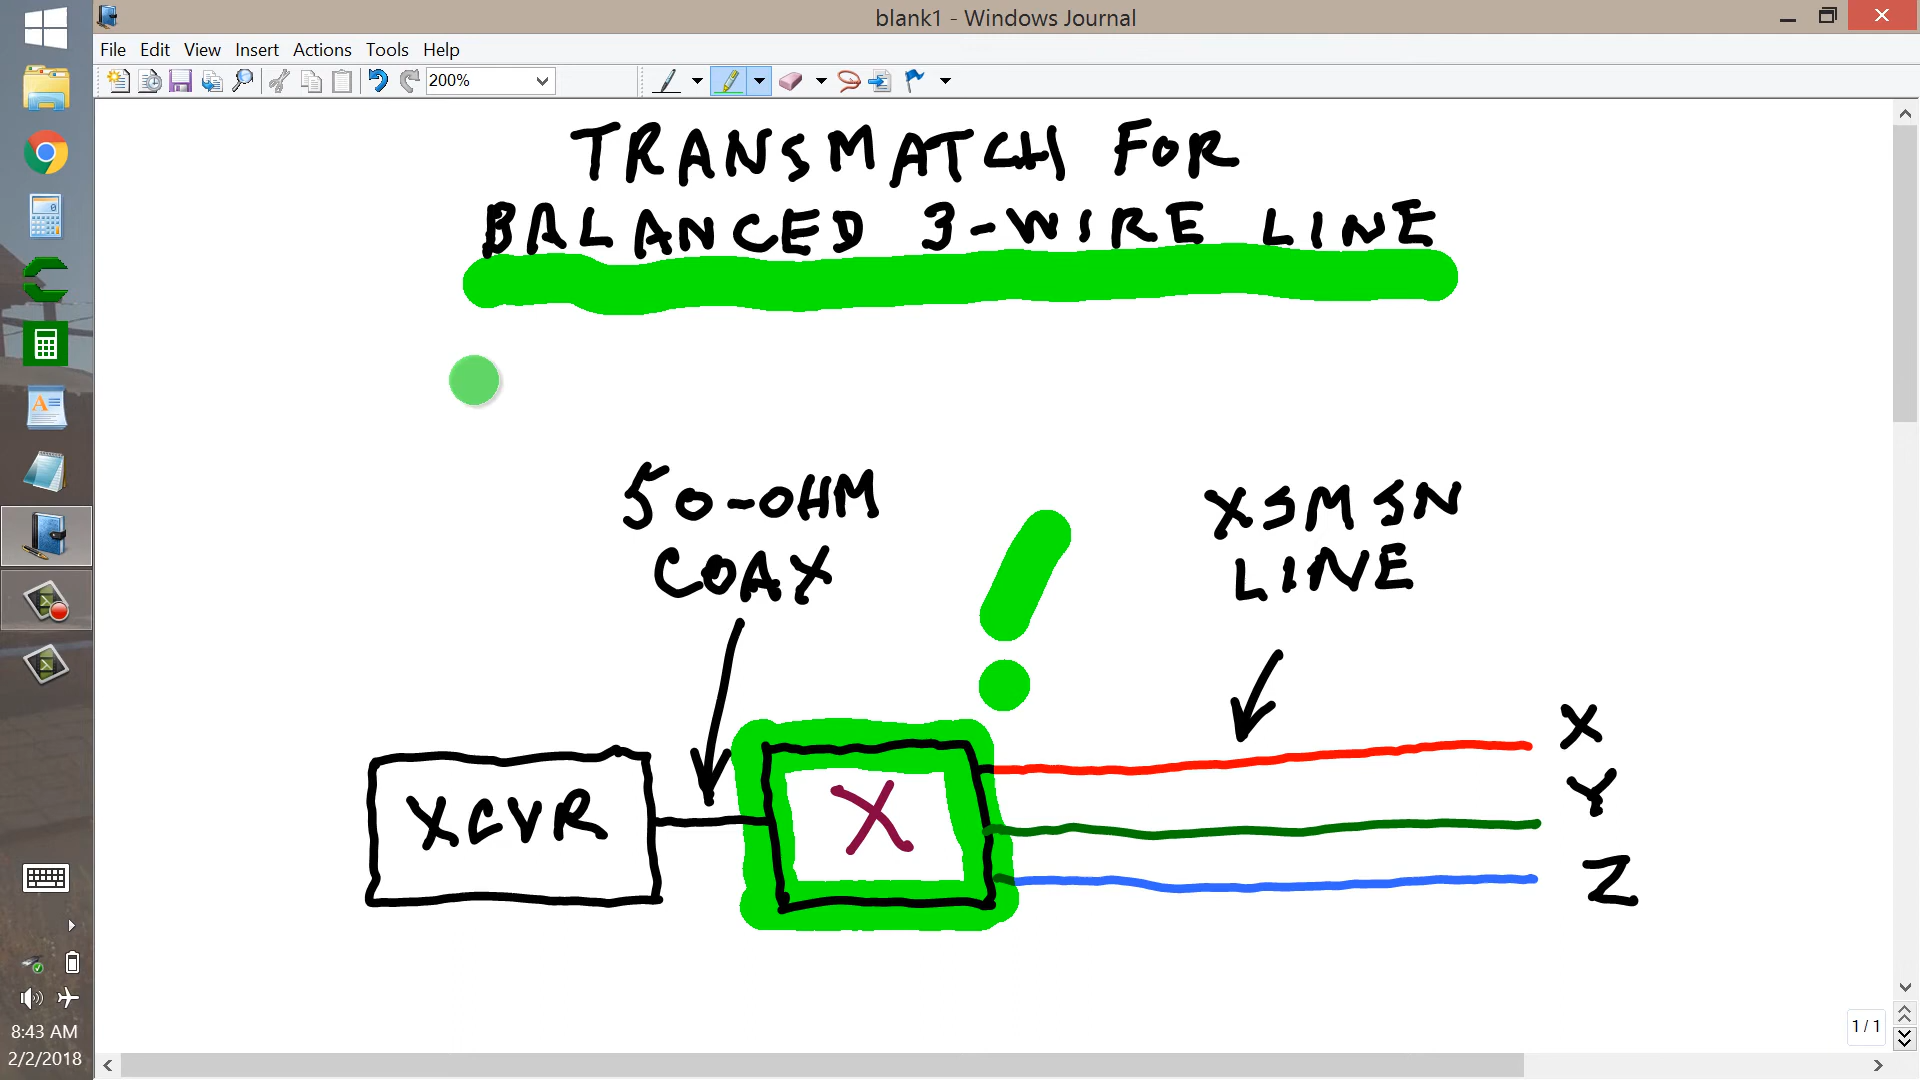 blank1 - Windows Journal
File Edit View Insert Actions Tools Help
200%
TRANSMATCH FOR
BALANCED 3-WIRE LINE
50-OHM
COAX
XSMSN
LINE
XCVR
X
X
Y
Z
1 / 1
8:43 AM
2/2/2018